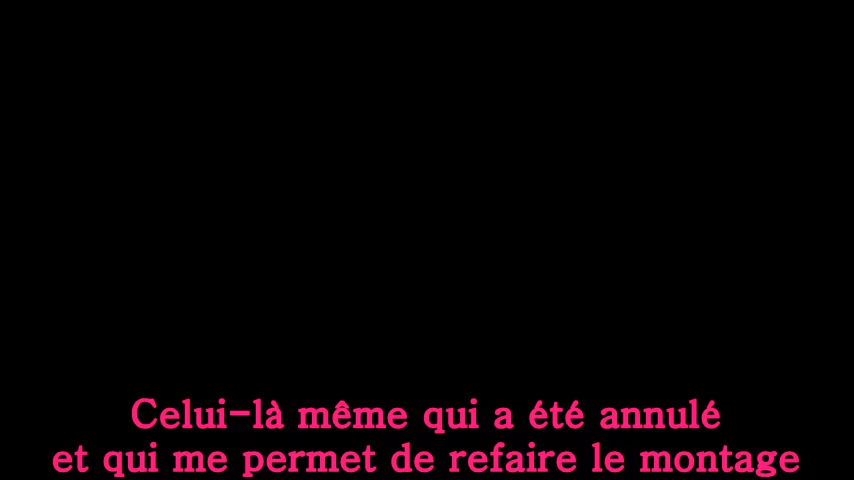 Celui-là même qui a été annulé
et qui me permet de refaire le montage